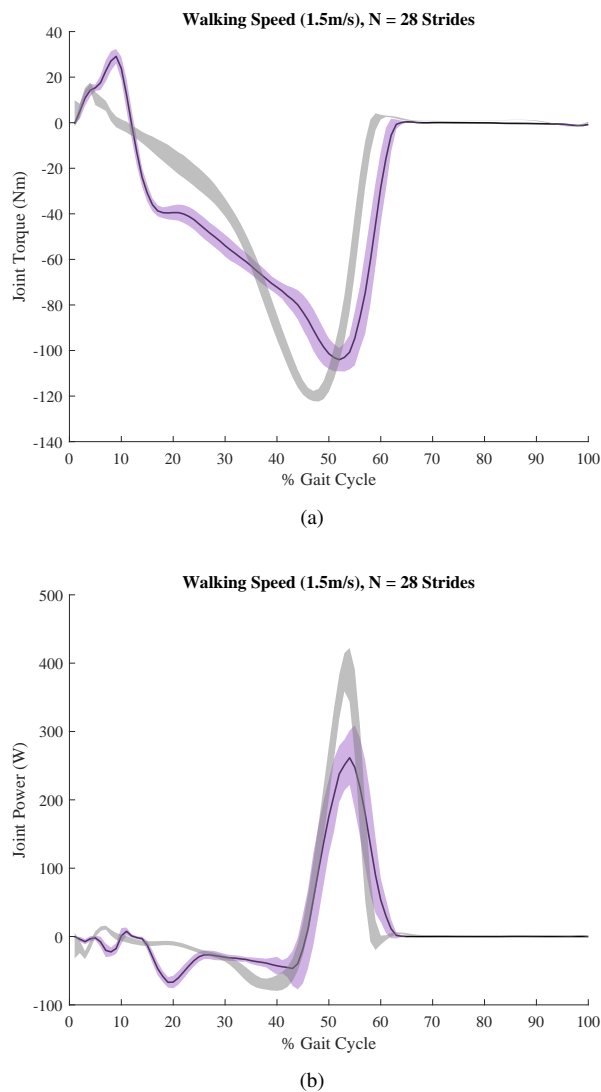 Walking Speed (1.5m/s), N = 28 Strides
40
20
0
-20
-40
-60
-80
-100
-120
-140
Joint Torque (Nm)
0 10 20 30 40 50 60 70 80 90 100
% Gait Cycle
(a)
Walking Speed (1.5m/s), N = 28 Strides
500
400
300
200
100
0
-100
Joint Power (W)
0 10 20 30 40 50 60 70 80 90 100
% Gait Cycle
(b)